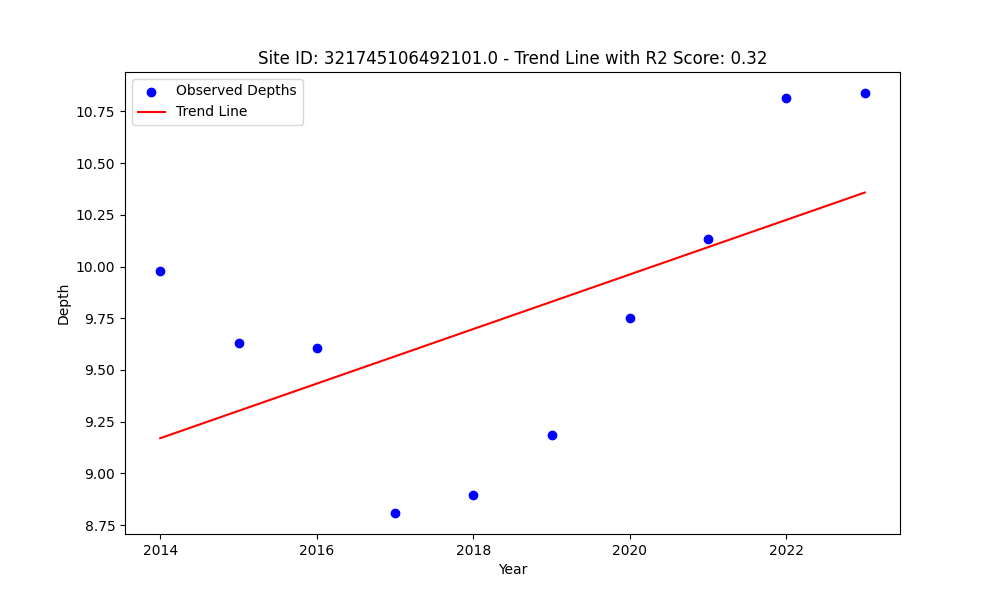 Site ID: 321745106492101.0 - Trend Line with R2 Score: 0.32
Observed Depths
Trend Line
10.75
10.50
10.25
10.00
9.75
9.50
9.25
9.00
8.75
Depth
2014
2016
2018
2020
2022
Year